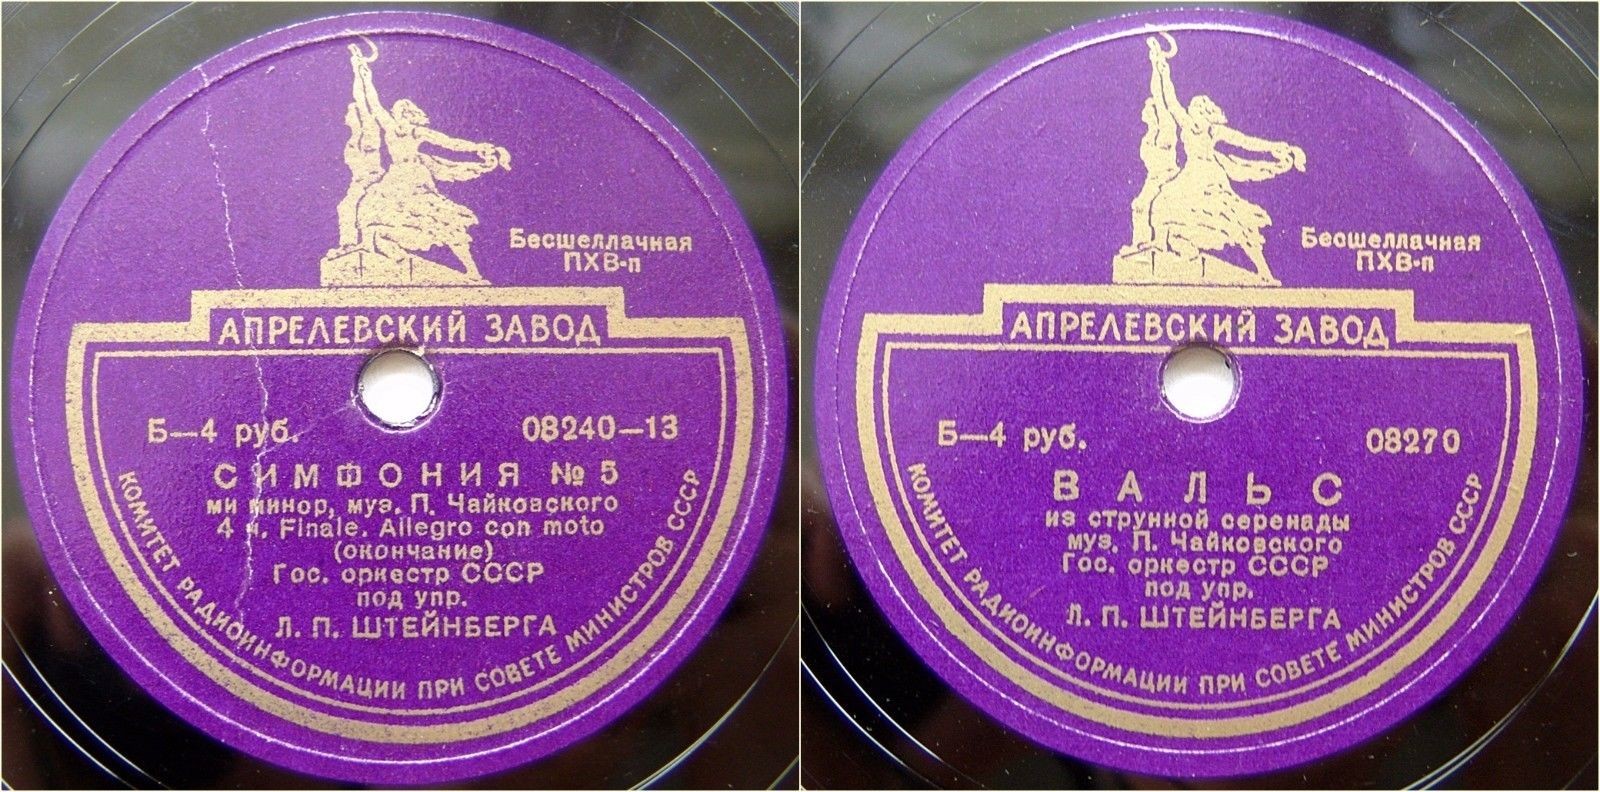 Бесшеллачная
ПХВ-п
АПРЕЛЕВСКИЙ ЗАВОД
Б—4 руб. 08240—13
СИМФОНИЯ № 5
ми минор, муз. П. Чайковского
4 ч. Finale. Allegro con moto
(окончание)
Гос. оркестр СССР
под упр.
Л. П. ШТЕЙНБЕРГА
КОМИТЕТ РАДИОИНФОРМАЦИИ ПРИ СОВЕТЕ МИНИСТРОВ СССР
Бесшеллачная
ПХВ-п
АПРЕЛЕВСКИЙ ЗАВОД
Б—4 руб. 08270
ВАЛЬС
из струнной серенады
муз. П. Чайковского
Гос. оркестр СССР
под упр.
Л. П. ШТЕЙНБЕРГА
КОМИТЕТ РАДИОИНФОРМАЦИИ ПРИ СОВЕТЕ МИНИСТРОВ СССР